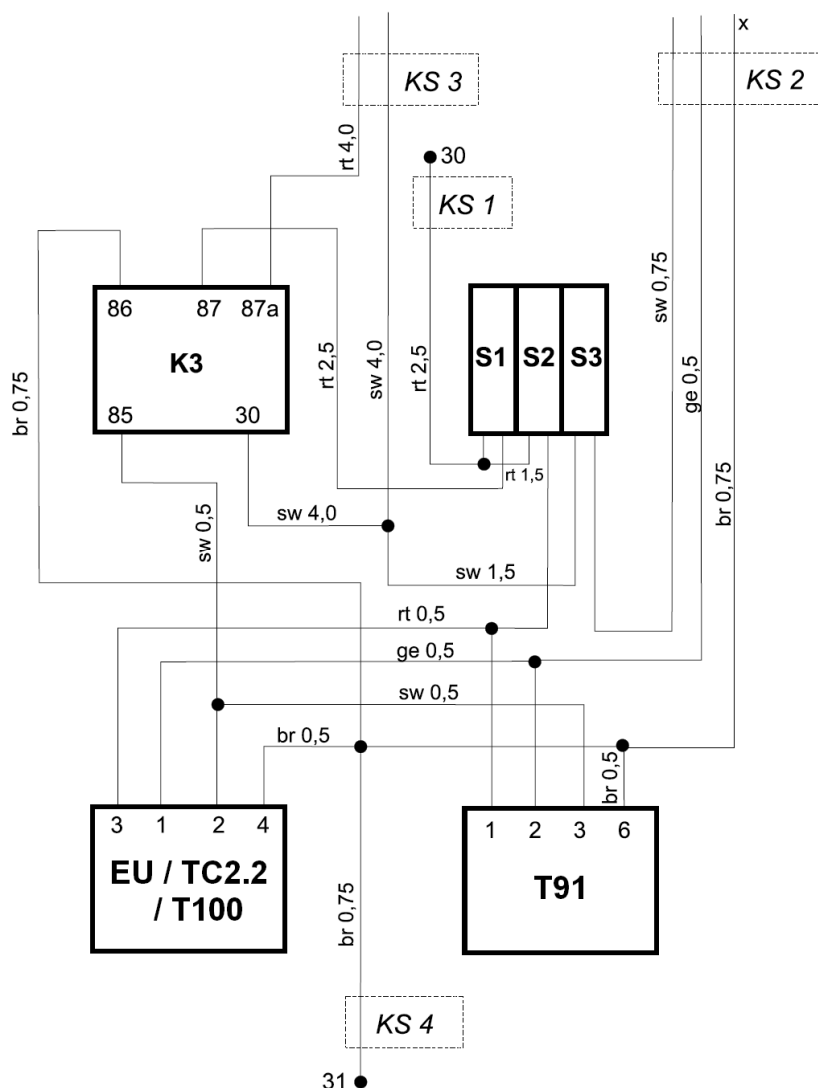 x
KS 3
KS 2
rt 4,0
30
KS 1
86
87
87a
K3
85
30
br 0,75
rt 2,5
sw 4,0
rt 2,5
S1
S2
S3
sw 0,75
ge 0,5
br 0,75
rt 1,5
sw 0,5
sw 4,0
sw 1,5
rt 0,5
ge 0,5
sw 0,5
br 0,5
br 0,5
3
1
2
4
EU / TC2.2
/ T100
1
2
3
6
T91
br 0,75
KS 4
31